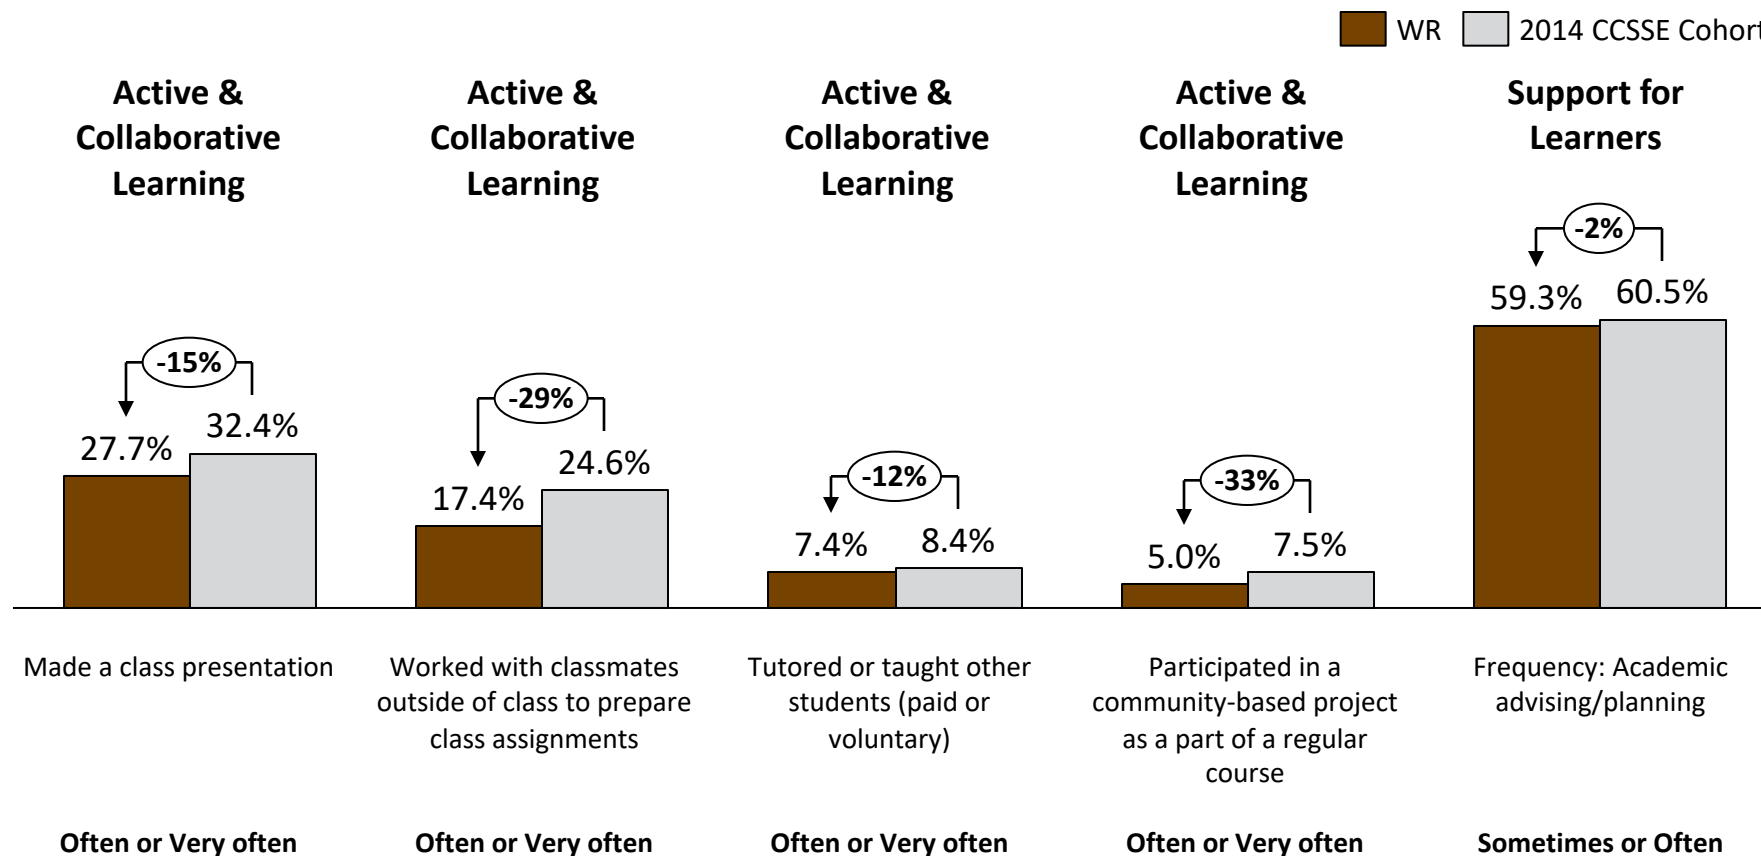 WR 2014 CCSSE Cohort
Active &
Collaborative
Learning
Active &
Collaborative
Learning
Active &
Collaborative
Learning
Active &
Collaborative
Learning
Support for
Learners
-15%
27.7%
32.4%
-29%
17.4%
24.6%
-12%
7.4%
8.4%
-33%
5.0%
7.5%
-2%
59.3%
60.5%
Made a class presentation
Worked with classmates
outside of class to prepare
class assignments
Tutored or taught other
students (paid or
voluntary)
Participated in a
community-based project
as a part of a regular
course
Frequency: Academic
advising/planning
Often or Very often
Often or Very often
Often or Very often
Often or Very often
Sometimes or Often